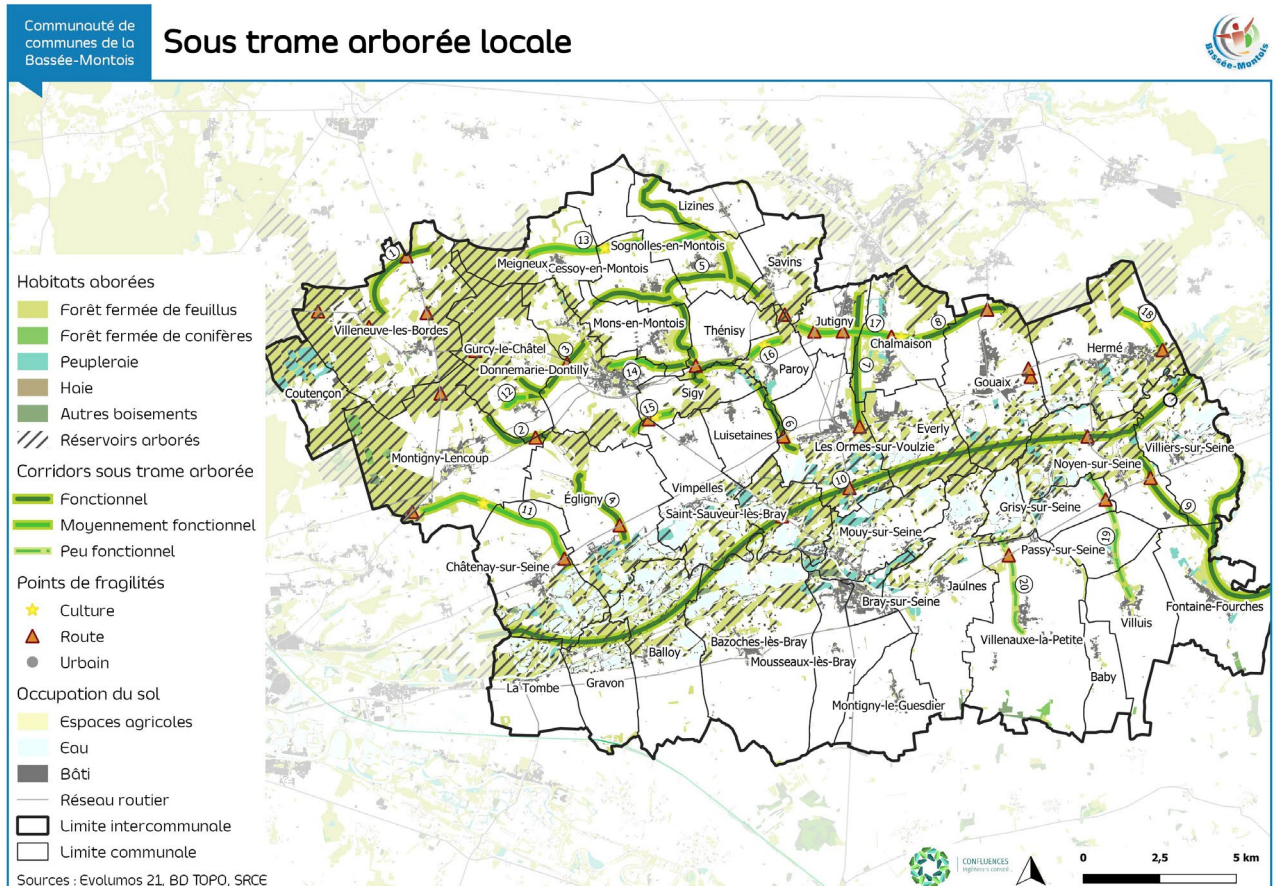 Communauté de
communes de la
Bassée-Montois
Sous trame arborée locale
Bassée-Montois
Habitats aborées
Forêt fermée de feuillus
Forêt fermée de conifères
Peupleraie
Haie
Autres boisements
Réservoirs arborés
Corridors sous trame arborée
Fonctionnel
Moyennement fonctionnel
Peu fonctionnel
Points de fragilités
Culture
Route
Urbain
Occupation du sol
Espaces agricoles
Eau
Bâti
Réseau routier
Limite intercommunale
Limite communale
Sources : Evolumos 21, BD TOPO, SRCE
Lizines
13
Sognolles-en-Montois
1
Meigneux
Cessoy-en-Montois
5
Savins
Villeneuve-les-Bordes
Mons-en-Montois
Thénisy
Jutigny
17
8
18
Chalmaison
Hermé
Gurcy-le-Châtel
3
16
Donnemarie-Dontilly
14
Paroy
7
Gouaix
Coutençon
12
Sigy
15
2
Luisetaines
6
Everly
Les Ormes-sur-Voulzie
Villiers-sur-Seine
Montigny-Lencoup
Noyen-sur-Seine
Vimpelles
10
Égligny
4
11
Saint-Sauveur-lès-Bray
Grisy-sur-Seine
9
Mouy-sur-Seine
19
Passy-sur-Seine
Châtenay-sur-Seine
20
Jaulnes
Bray-sur-Seine
Fontaine-Fourches
Villuis
Villenauxe-la-Petite
Bazoches-lès-Bray
Balloy
Mousseaux-lès-Bray
Baby
Gravon
La Tombe
Montigny-le-Guesdier
CONFLUENCES
Ingénieurs conseil
0 2,5 5 km